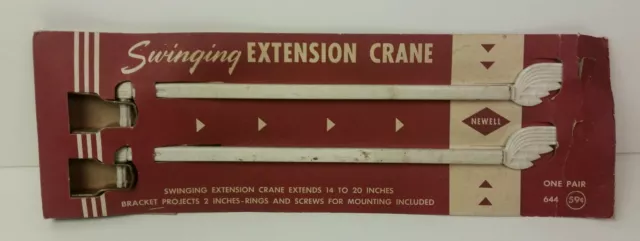 Swinging EXTENSION CRANE
NEWELL
SWINGING EXTENSION CRANE EXTENDS 14 TO 20 INCHES
BRACKET PROJECTS 2 INCHES-RINGS AND SCREWS FOR MOUNTING INCLUDED
ONE PAIR
644 59¢